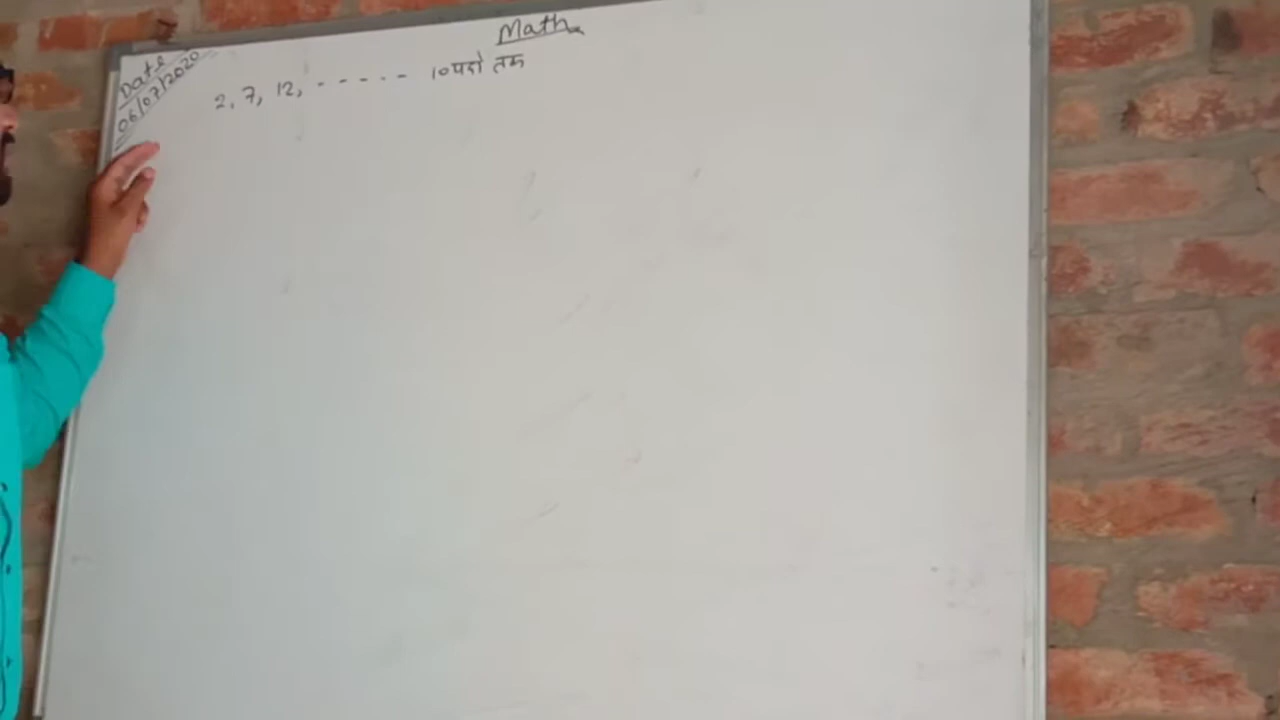 Math
Date
06/07/2020
2, 7, 12, - - - - - 10 पदो तक